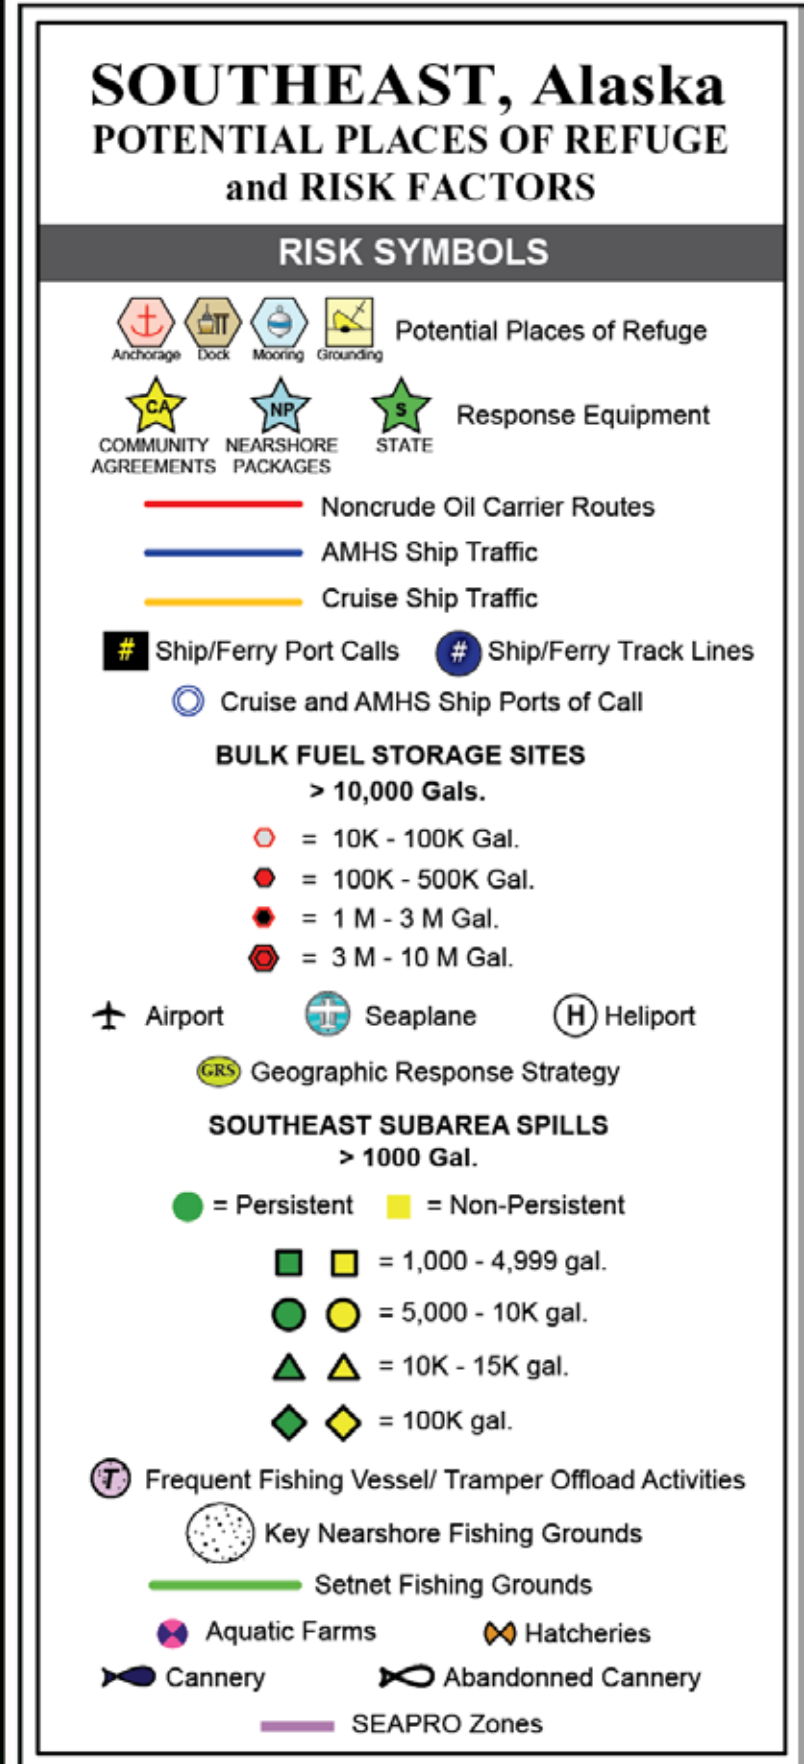 SOUTHEAST, Alaska
POTENTIAL PLACES OF REFUGE
and RISK FACTORS
RISK SYMBOLS
Anchorage Dock Mooring Grounding Potential Places of Refuge
CA NP S Response Equipment
COMMUNITY AGREEMENTS NEARSHORE PACKAGES STATE
Noncrude Oil Carrier Routes
AMHS Ship Traffic
Cruise Ship Traffic
# Ship/Ferry Port Calls # Ship/Ferry Track Lines
Cruise and AMHS Ship Ports of Call
BULK FUEL STORAGE SITES
> 10,000 Gals.
= 10K - 100K Gal.
= 100K - 500K Gal.
= 1 M - 3 M Gal.
= 3 M - 10 M Gal.
Airport Seaplane H Heliport
GRS Geographic Response Strategy
SOUTHEAST SUBAREA SPILLS
> 1000 Gal.
= Persistent = Non-Persistent
= 1,000 - 4,999 gal.
= 5,000 - 10K gal.
= 10K - 15K gal.
= 100K gal.
T Frequent Fishing Vessel/ Tramper Offload Activities
Key Nearshore Fishing Grounds
Setnet Fishing Grounds
Aquatic Farms Hatcheries
Cannery Abandonned Cannery
SEAPRO Zones